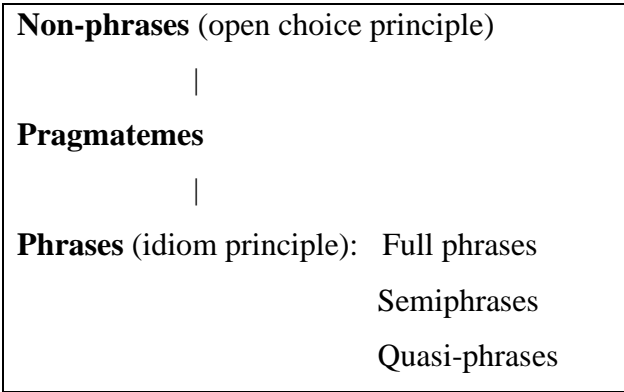 Non-phrases (open choice principle)
|
Pragmatemes
|
Phrases (idiom principle): Full phrases
Semiphrases
Quasi-phrases